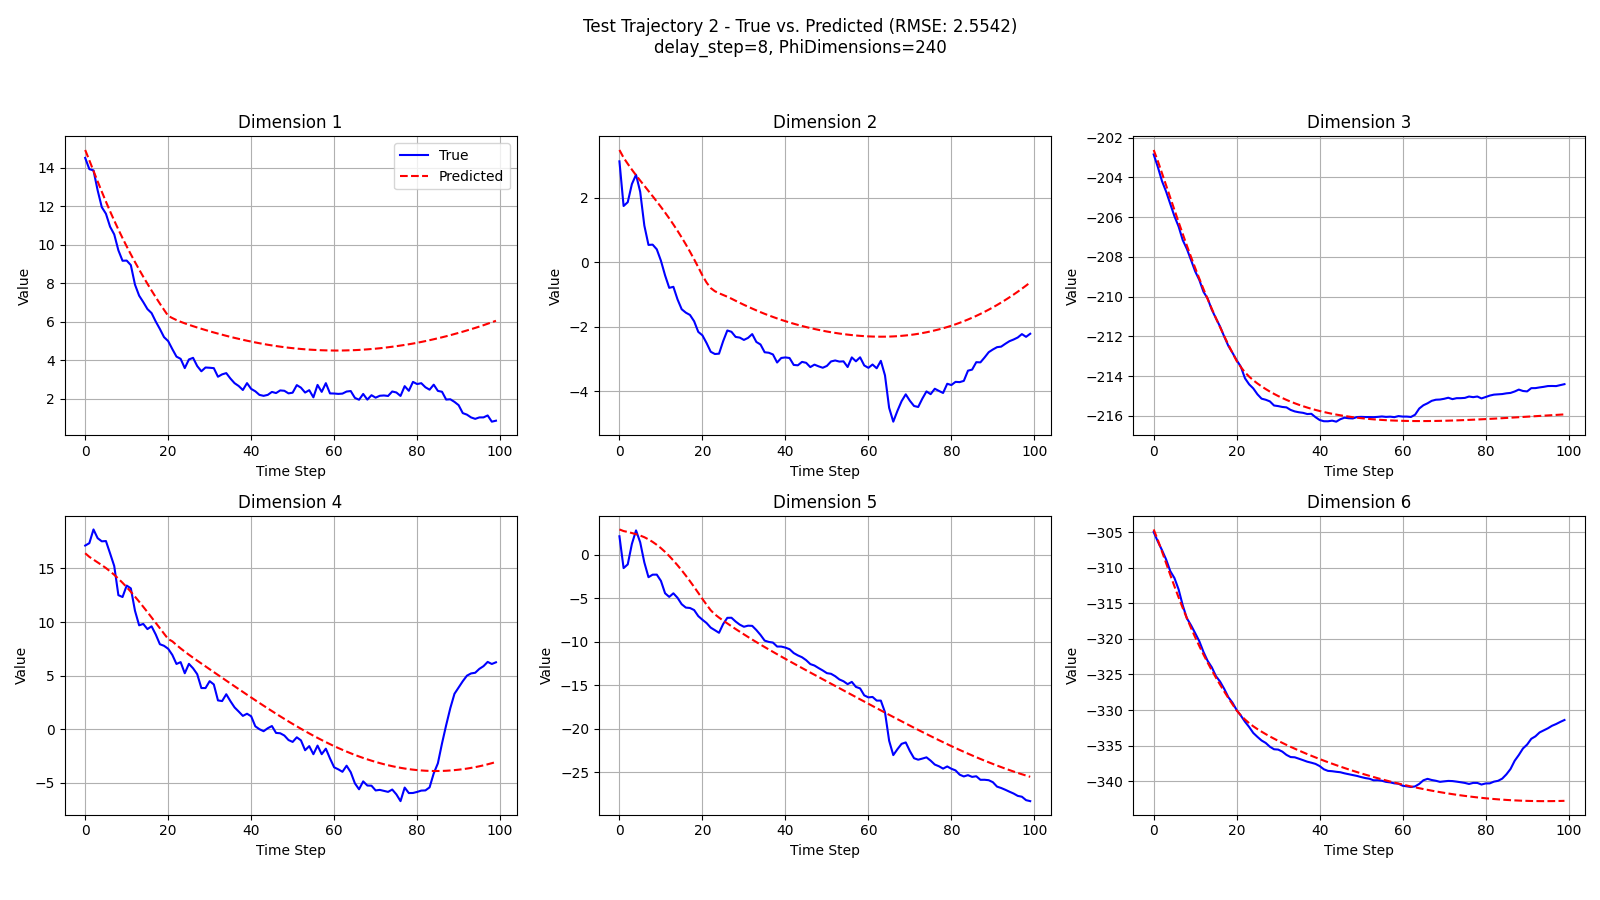 Test Trajectory 2 - True vs. Predicted (RMSE: 2.5542)
delay_step=8, PhiDimensions=240
Dimension 1
True
Predicted
Value
14
12
10
8
6
4
2
0 20 40 60 80 100
Time Step
Dimension 2
Value
2
0
−2
−4
0 20 40 60 80 100
Time Step
Dimension 3
Value
−202
−204
−206
−208
−210
−212
−214
−216
0 20 40 60 80 100
Time Step
Dimension 4
Value
15
10
5
0
−5
0 20 40 60 80 100
Time Step
Dimension 5
Value
0
−5
−10
−15
−20
−25
0 20 40 60 80 100
Time Step
Dimension 6
Value
−305
−310
−315
−320
−325
−330
−335
−340
0 20 40 60 80 100
Time Step